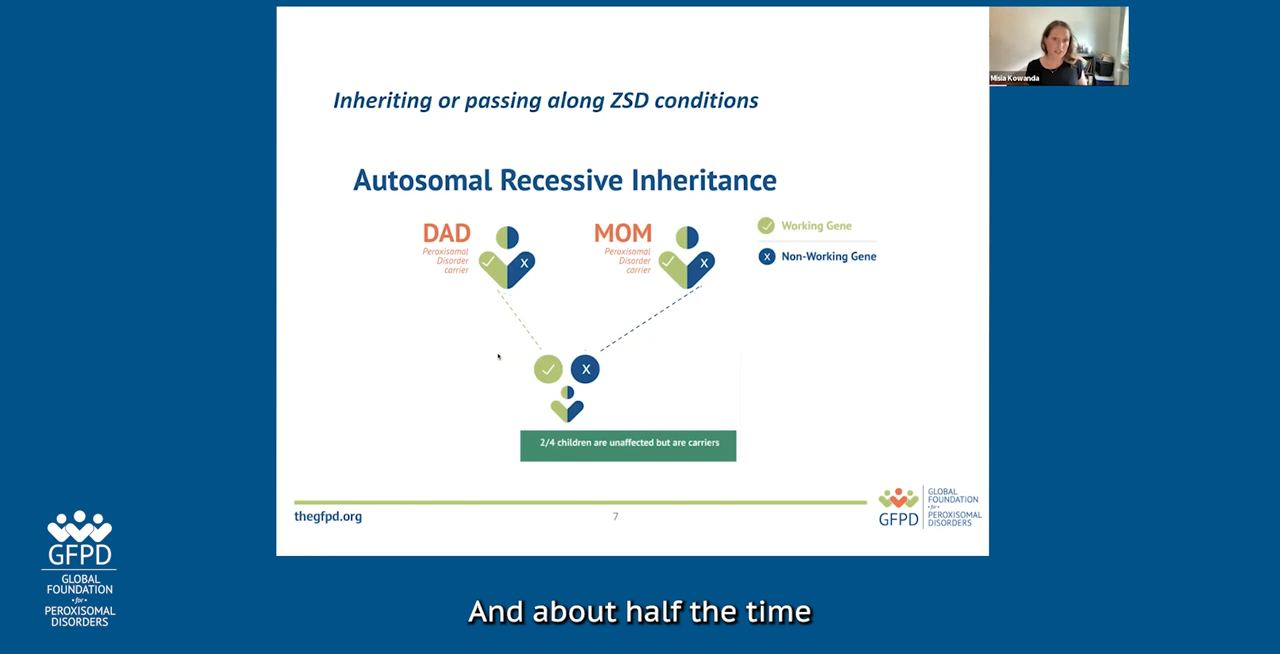 Misia Kowanda
Inheriting or passing along ZSD conditions
Autosomal Recessive Inheritance
DAD
Peroxisomal
Disorder
carrier
X
MOM
Peroxisomal
Disorder
carrier
X
Working Gene
X Non-Working Gene
X
2/4 children are unaffected but are carriers
thegfpd.org
7
GFPD
GLOBAL
FOUNDATION
for
PEROXISOMAL
DISORDERS
GFPD
GLOBAL
FOUNDATION
for
PEROXISOMAL
DISORDERS
And about half the time